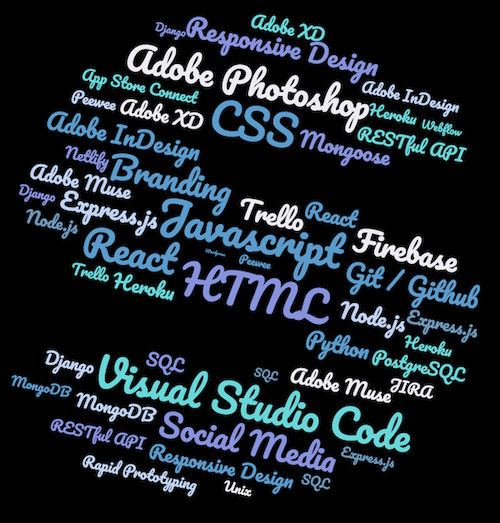 Adobe XD
Django
Responsive Design
Adobe Photoshop
App Store Connect
Adobe InDesign
Peewee
Adobe XD
CSS
Heroku
Webflow
RESTful API
Adobe InDesign
Mongoose
Netlify
Branding
Adobe Muse
Django
Express.js
Trello
React
Javascript
Firebase
Node.js
React
Peewee
Git / Github
Trello
Heroku
HTML
Node.js
Express.js
Python
Heroku
PostgreSQL
Django
SQL
Visual Studio Code
SQL
Adobe Muse
JIRA
MongoDB
MongoDB
Social Media
RESTful API
Responsive Design
Express.js
Rapid Prototyping
Unix
SQL